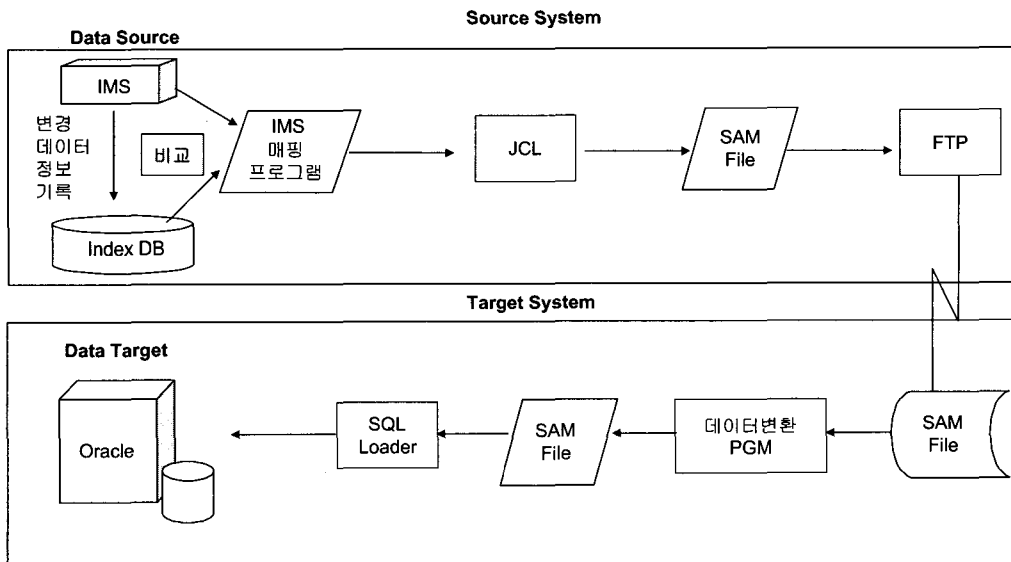 Source System
Data Source
IMS
변경
데이터
정보
기록
비교
IMS
매핑
프로그램
JCL
SAM
File
FTP
Index DB
Target System
Data Target
Oracle
SQL
Loader
SAM
File
데이터변환
PGM
SAM
File